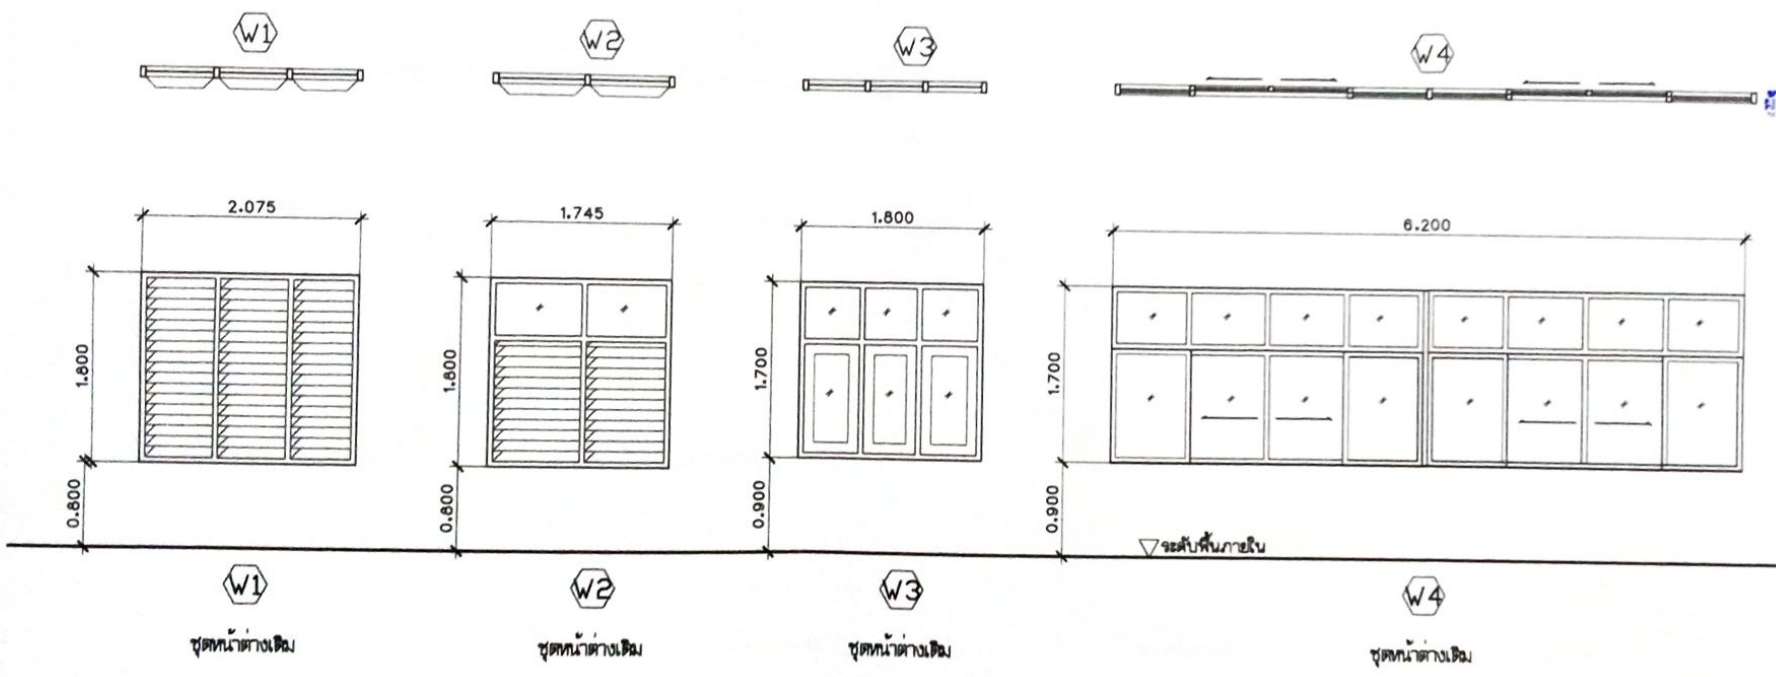 W1
W2
W3
W4
2.075
1.745
1.800
6.200
1.800
1.800
1.700
1.700
0.800
0.800
0.900
0.900
ระดับพื้นภายใน
W1
W2
W3
W4
ชุดหน้าต่างเดิม
ชุดหน้าต่างเดิม
ชุดหน้าต่างเดิม
ชุดหน้าต่างเดิม